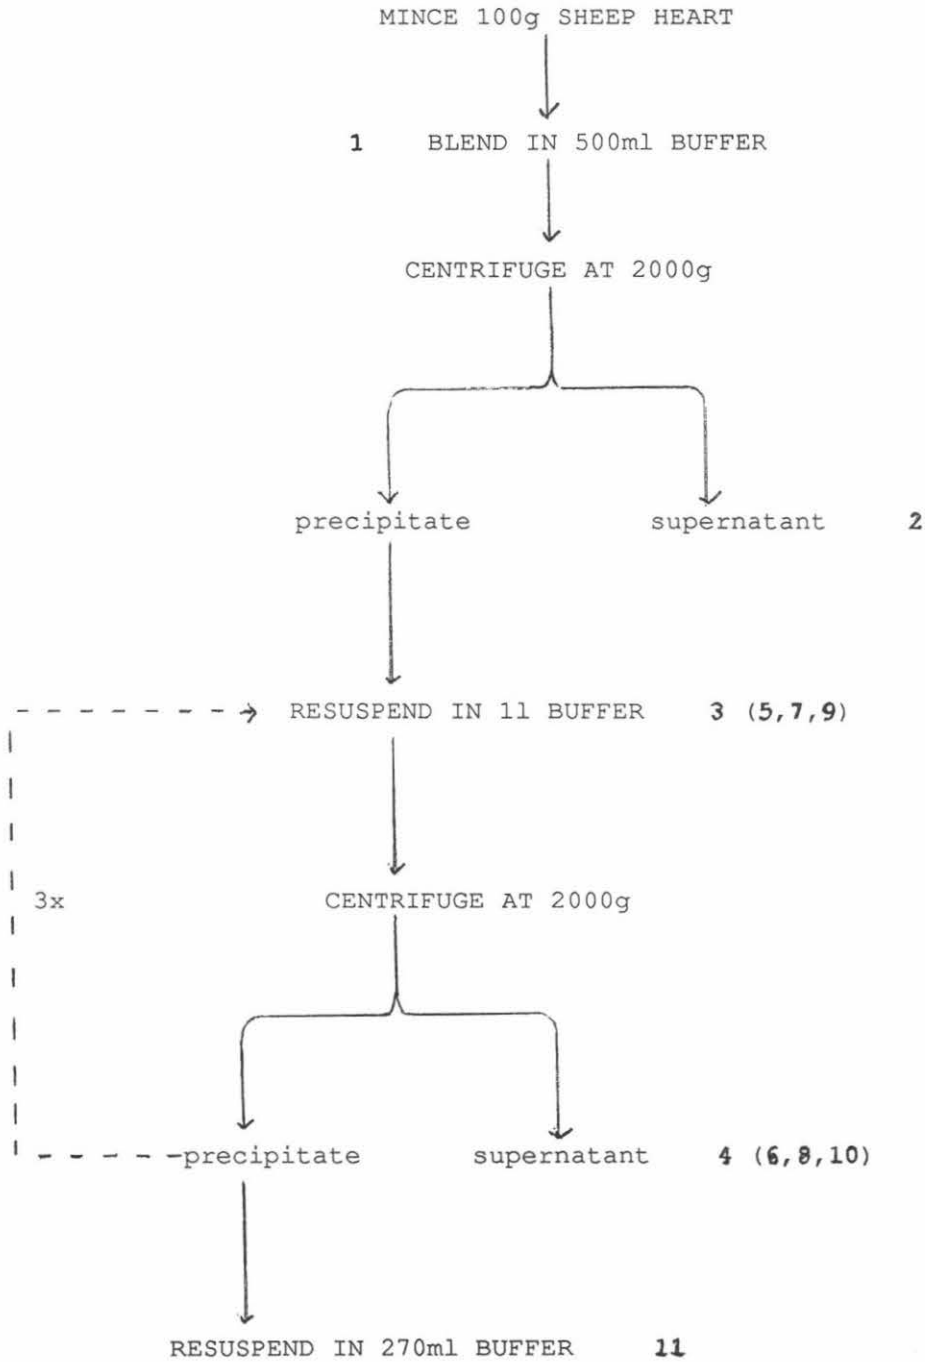 MINCE 100g SHEEP HEART
1 BLEND IN 500ml BUFFER
CENTRIFUGE AT 2000g
precipitate supernatant 2
RESUSPEND IN 1l BUFFER 3 (5,7,9)
3x CENTRIFUGE AT 2000g
precipitate supernatant 4 (6,8,10)
RESUSPEND IN 270ml BUFFER 11